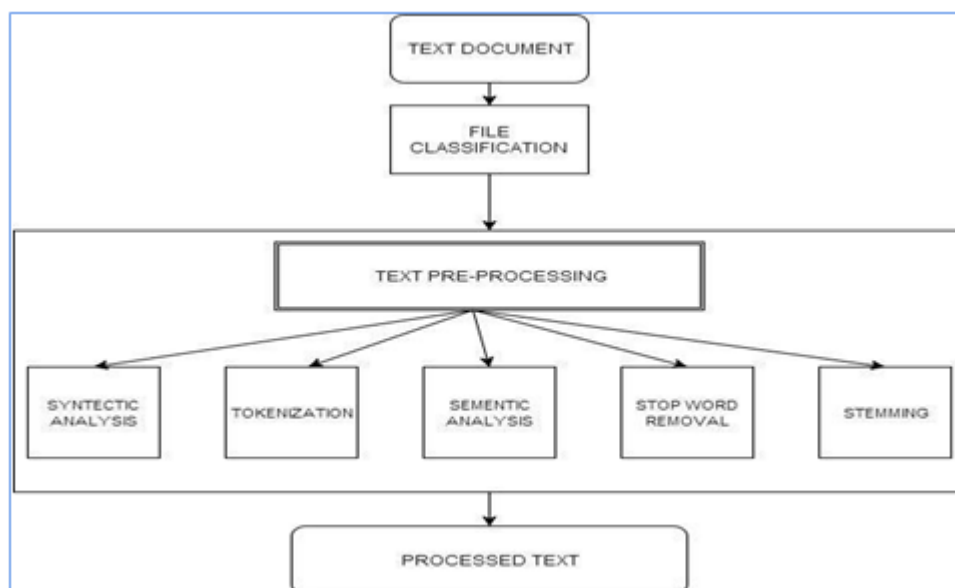 TEXT DOCUMENT
FILE
CLASSIFICATION
TEXT PRE-PROCESSING
SYNTECTIC
ANALYSIS
TOKENIZATION
SEMENTIC
ANALYSIS
STOP WORD
REMOVAL
STEMMING
PROCESSED TEXT